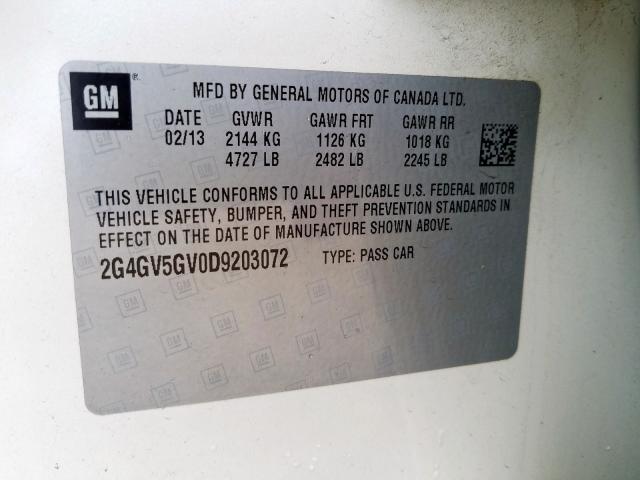 GM ® MFD BY GENERAL MOTORS OF CANADA LTD.
DATE GVWR GAWR FRT GAWR RR
02/13 2144 KG 1126 KG 1018 KG
4727 LB 2482 LB 2245 LB
THIS VEHICLE CONFORMS TO ALL APPLICABLE U.S. FEDERAL MOTOR
VEHICLE SAFETY, BUMPER, AND THEFT PREVENTION STANDARDS IN
EFFECT ON THE DATE OF MANUFACTURE SHOWN ABOVE.
2G4GV5GV0D9203072 TYPE: PASS CAR